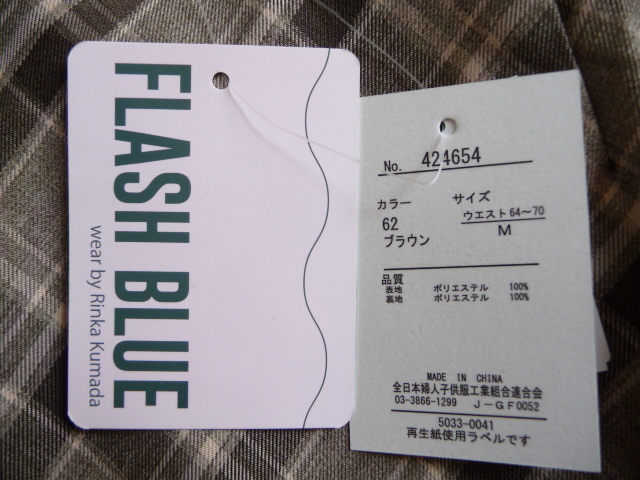 FLASH BLUE
wear by Rinka Kumada
No. 424654
カラー サイズ
62 ウエスト64〜70
ブラウン M
品質
表地 ポリエステル 100%
裏地 ポリエステル 100%
MADE IN CHINA
全日本婦人子供服工業組合連合会
03-3866-1299 J-GF0052
5033-0041
再生紙使用ラベルです